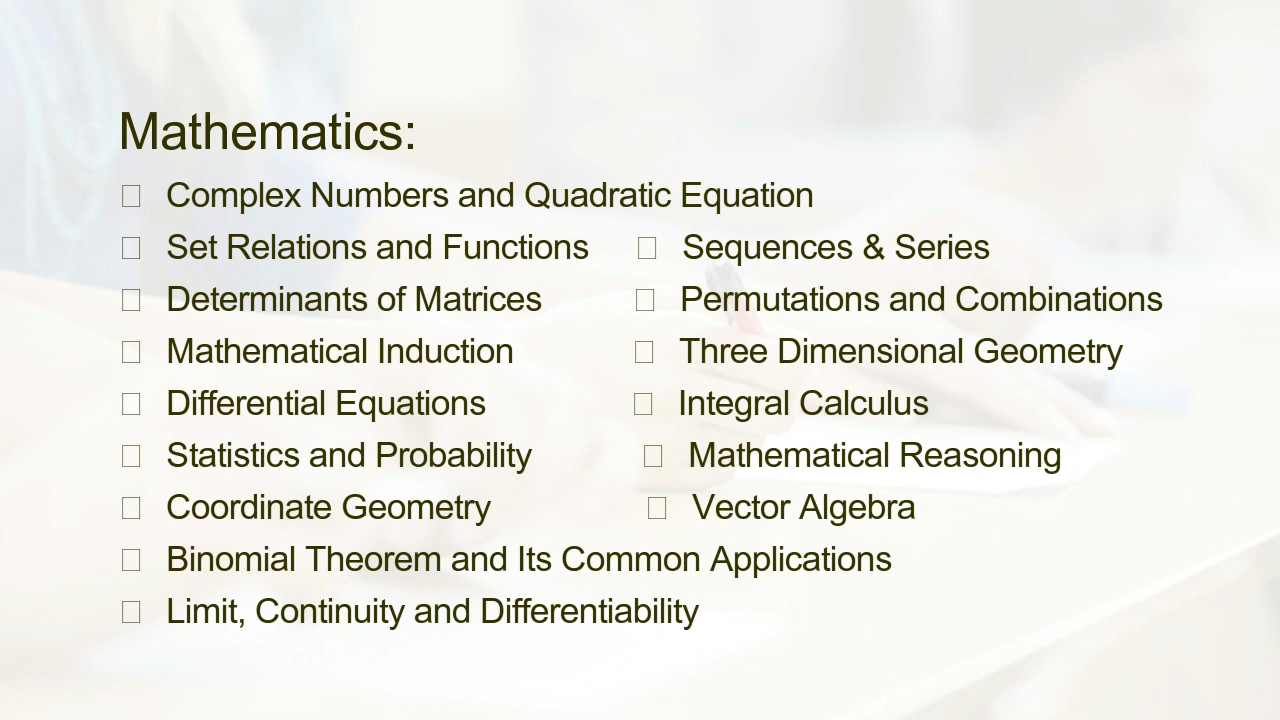 Mathematics:
□ Complex Numbers and Quadratic Equation
□ Set Relations and Functions □ Sequences & Series
□ Determinants of Matrices □ Permutations and Combinations
□ Mathematical Induction □ Three Dimensional Geometry
□ Differential Equations □ Integral Calculus
□ Statistics and Probability □ Mathematical Reasoning
□ Coordinate Geometry □ Vector Algebra
□ Binomial Theorem and Its Common Applications
□ Limit, Continuity and Differentiability